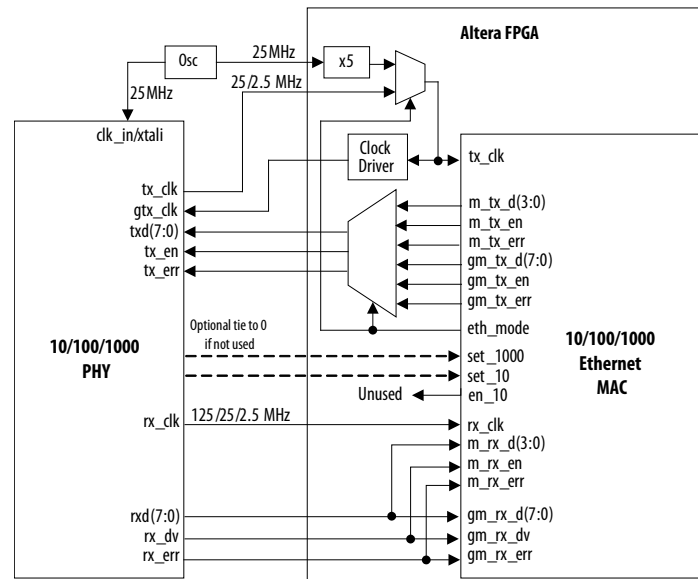 Altera FPGA
Osc
25MHz
x5
25MHz
25/2.5 MHz
clk_in/xtali
Clock
Driver
tx_clk
tx_clk
gtx_clk
m_tx_d(3:0)
txd(7:0)
m_tx_en
tx_en
m_tx_err
tx_err
gm_tx_d(7:0)
gm_tx_en
gm_tx_err
Optional tie to 0
if not used
eth_mode
10/100/1000
PHY
10/100/1000
Ethernet
MAC
set_1000
set_10
Unused
en_10
rx_clk
125/25/2.5 MHz
rx_clk
m_rx_d(3:0)
m_rx_en
m_rx_err
rxd(7:0)
gm_rx_d(7:0)
rx_dv
gm_rx_dv
rx_err
gm_rx_err